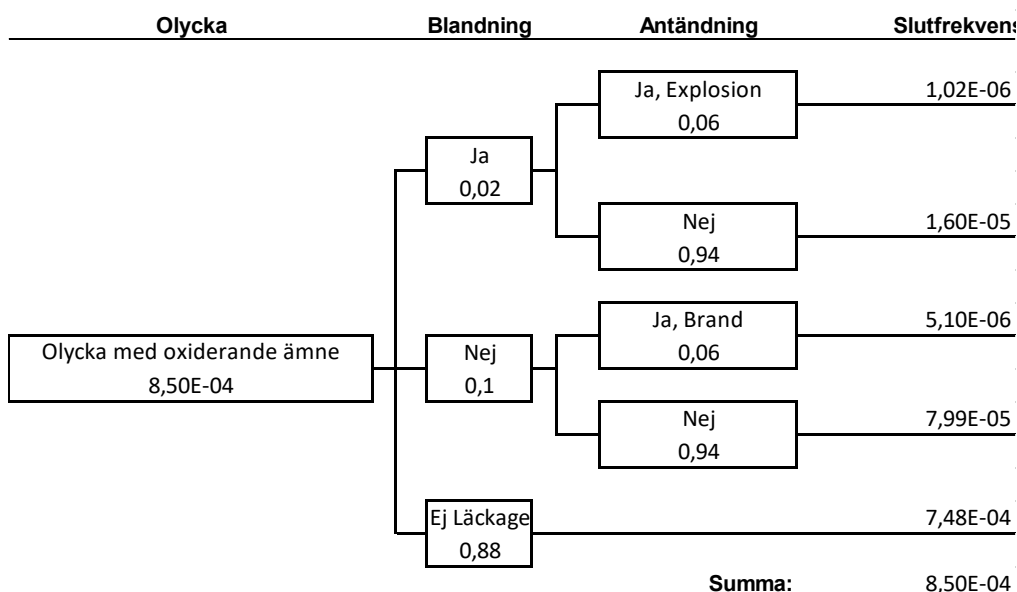 Olycka Blandning Antändning Slutfrekvens
Ja, Explosion 1,02E-06
0,06
Ja
0,02
Nej 1,60E-05
0,94
Ja, Brand 5,10E-06
0,06
Olycka med oxiderande ämne Nej
8,50E-04 0,1
Nej 7,99E-05
0,94
Ej Läckage 7,48E-04
0,88
Summa: 8,50E-04